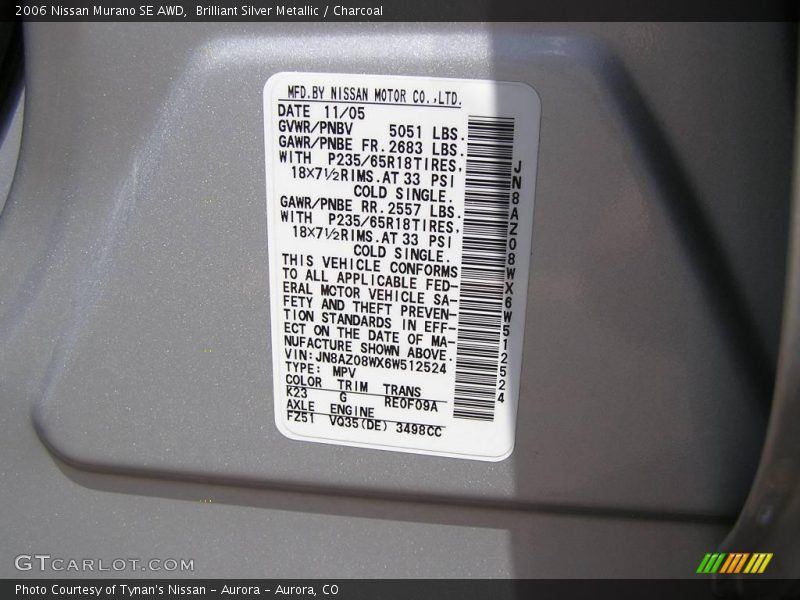 2006 Nissan Murano SE AWD,  Brilliant Silver Metallic / Charcoal
MFD.BY NISSAN MOTOR CO.,LTD.
DATE 11/05
GVWR/PNBV 5051 LBS.
GAWR/PNBE FR.2683 LBS.
WITH P235/65R18TIRES,
18X7½RIMS.AT 33 PSI
COLD SINGLE.
GAWR/PNBE RR.2557 LBS.
WITH P235/65R18TIRES,
18X7½RIMS.AT 33 PSI
COLD SINGLE.
THIS VEHICLE CONFORMS
TO ALL APPLICABLE FED-
ERAL MOTOR VEHICLE SA-
FETY AND THEFT PREVEN-
TION STANDARDS IN EFF-
ECT ON THE DATE OF MA-
NUFACTURE SHOWN ABOVE.
VIN:JN8AZ08WX6W512524
TYPE: MPV
COLOR TRIM TRANS
K23 G RE0F09A
AXLE ENGINE
FZ51 VQ35(DE) 3498CC
JN8AZ08WX6W512524
GTCARLOT.COM
Photo Courtesy of Tynan's Nissan - Aurora - Aurora, CO